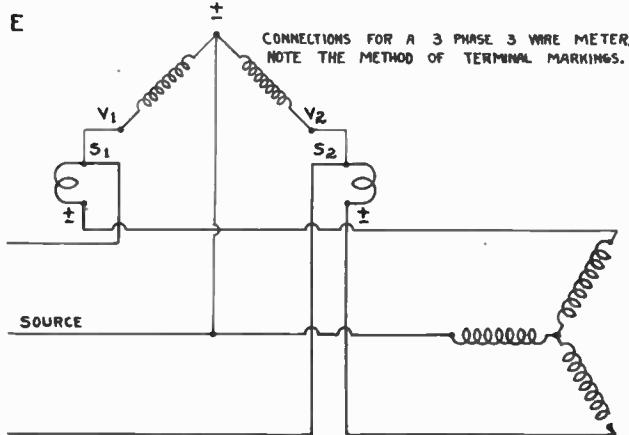 E
±
CONNECTIONS FOR A 3 PHASE 3 WIRE METER.
NOTE THE METHOD OF TERMINAL MARKINGS.
V1 V2
S1 S2
± ±
SOURCE